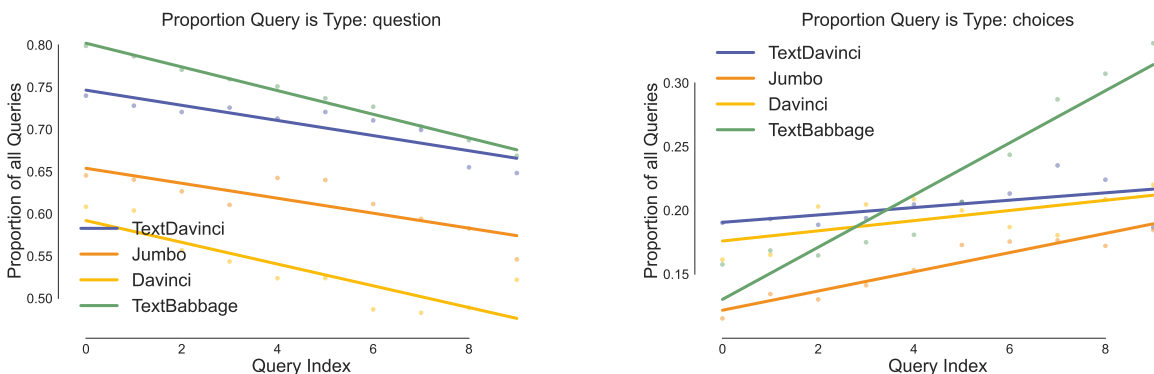 Proportion Query is Type: question
Proportion of all Queries
0.80
0.75
0.70
0.65
0.60
0.55
0.50
TextDavinci
Jumbo
Davinci
TextBabbage
0
2
4
6
8
Query Index
Proportion Query is Type: choices
Proportion of all Queries
0.30
0.25
0.20
0.15
TextDavinci
Jumbo
Davinci
TextBabbage
0
2
4
6
8
Query Index